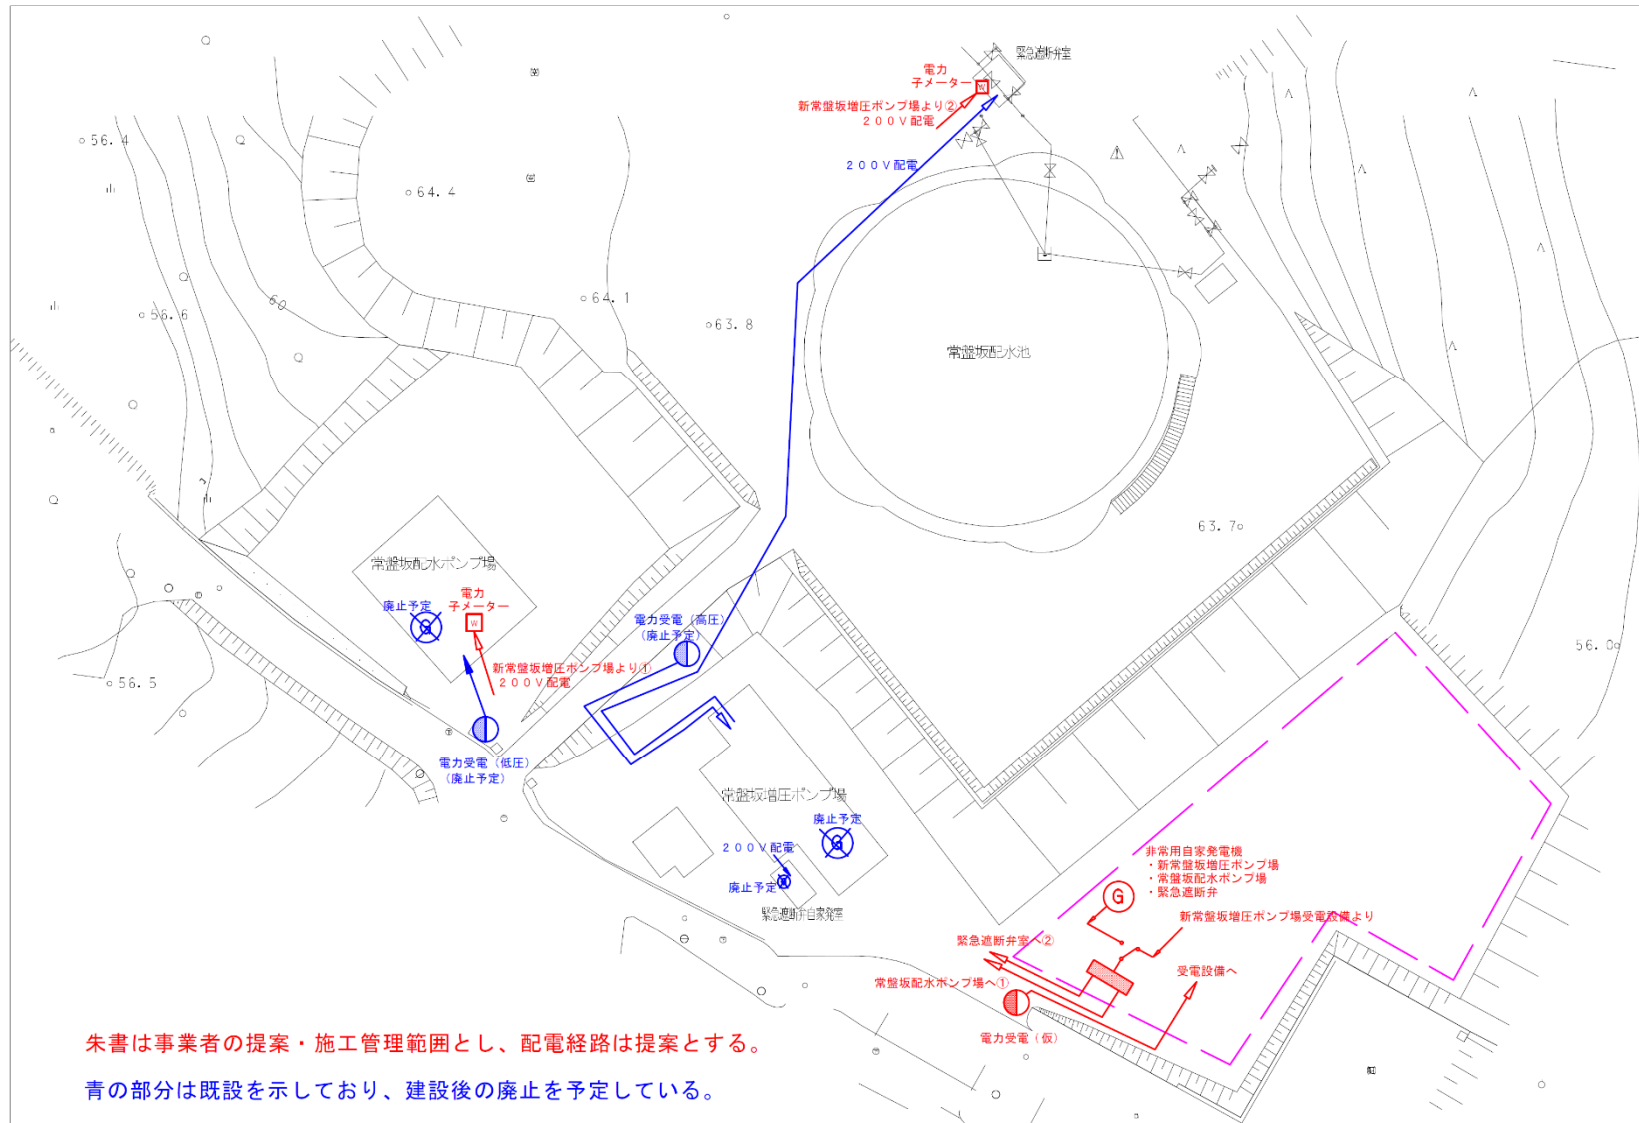 緊急遮断弁室
電力
子メーター
W
新常盤坂増圧ポンプ場より②
200V配電
200V配電
56.4
64.4
60
56.6
64.1
63.8
常盤坂配水池
63.7
常盤坂配水ポンプ場
廃止予定
G
電力
子メーター
W
新常盤坂増圧ポンプ場より①
200V配電
電力受電（高圧）
（廃止予定）
56.0
56.5
電力受電（低圧）
（廃止予定）
常盤坂増圧ポンプ場
廃止予定
G
200V配電
廃止予定
緊急遮断弁自家発室
非常用自家発電機
・新常盤坂増圧ポンプ場
・常盤坂配水ポンプ場
・緊急遮断弁
G
新常盤坂増圧ポンプ場受電設備より
緊急遮断弁室へ②
受電設備へ
常盤坂配水ポンプ場へ①
電力受電（仮）
朱書は事業者の提案・施工管理範囲とし、配電経路は提案とする。
青の部分は既設を示しており、建設後の廃止を予定している。